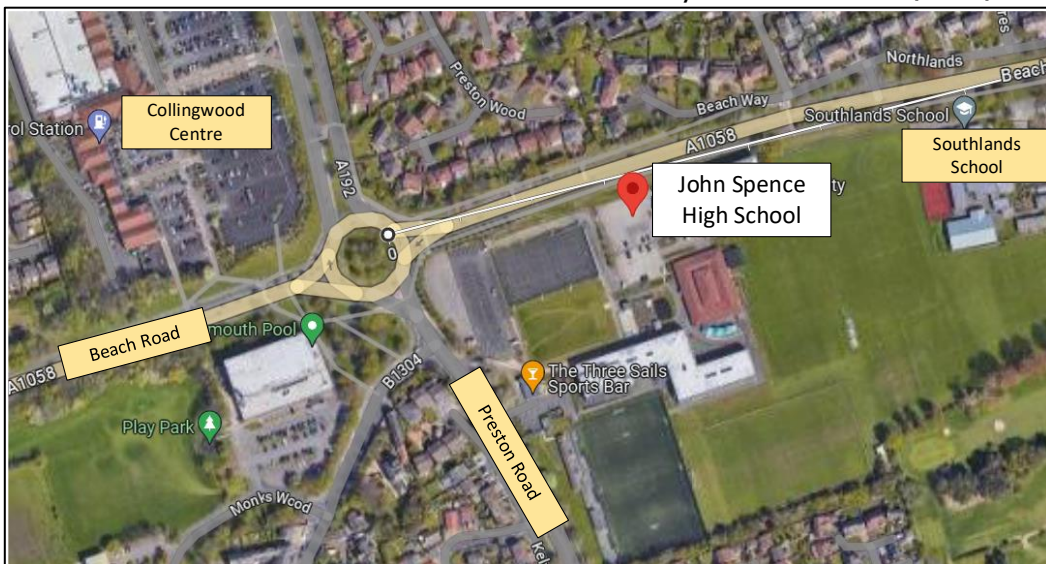 Northlands
Beach
Preston Wood
Beach Way
Southlands School
A1058
Collingwood
Centre
rol Station
Southlands
School
A192
John Spence
High School
ty
0
Beach Road
mouth Pool
A1058
B1304
The Three Sails
Sports Bar
Preston Road
Play Park
Monks Wood
Kel